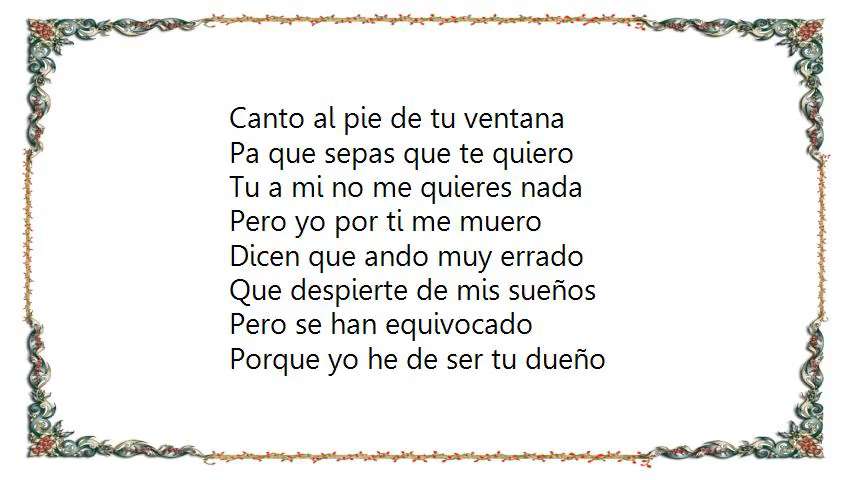 Canto al pie de tu ventana
Pa que sepas que te quiero
Tu a mi no me quieres nada
Pero yo por ti me muero
Dicen que ando muy errado
Que despierte de mis sueños
Pero se han equivocado
Porque yo he de ser tu dueño